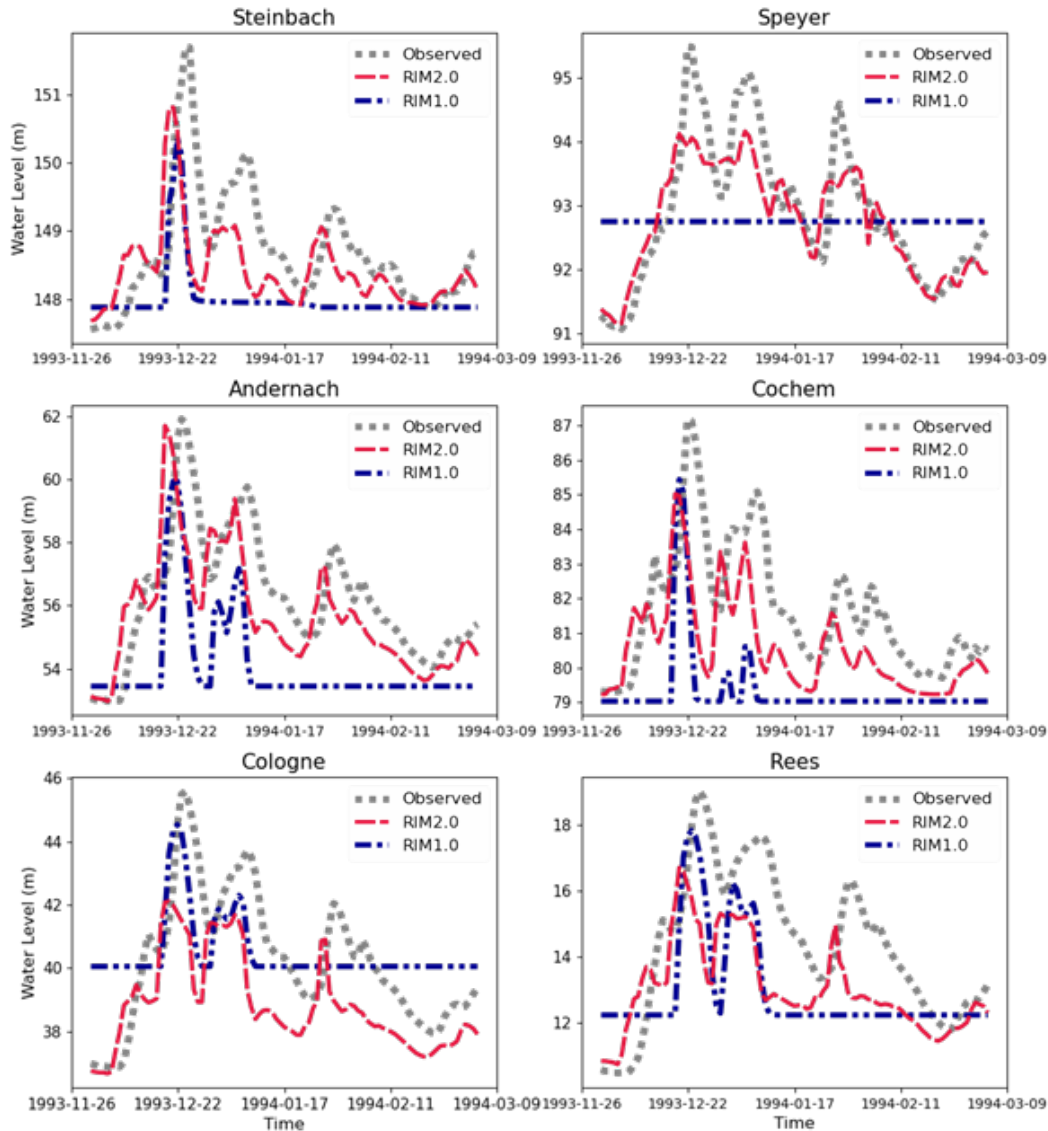 Steinbach
Water Level (m)
151
150
149
148
Observed
RIM2.0
RIM1.0
1993-11-26 1993-12-22 1994-01-17 1994-02-11 1994-03-09
Speyer
95
94
93
92
91
Observed
RIM2.0
RIM1.0
1993-11-26 1993-12-22 1994-01-17 1994-02-11 1994-03-09
Andernach
Water Level (m)
62
60
58
56
54
Observed
RIM2.0
RIM1.0
1993-11-26 1993-12-22 1994-01-17 1994-02-11 1994-03-09
Cochem
87
86
85
84
83
82
81
80
79
Observed
RIM2.0
RIM1.0
1993-11-26 1993-12-22 1994-01-17 1994-02-11 1994-03-09
Cologne
Water Level (m)
46
44
42
40
38
Observed
RIM2.0
RIM1.0
1993-11-26 1993-12-22 1994-01-17 1994-02-11 1994-03-09
Time
Rees
18
16
14
12
Observed
RIM2.0
RIM1.0
1993-11-26 1993-12-22 1994-01-17 1994-02-11 1994-03-09
Time